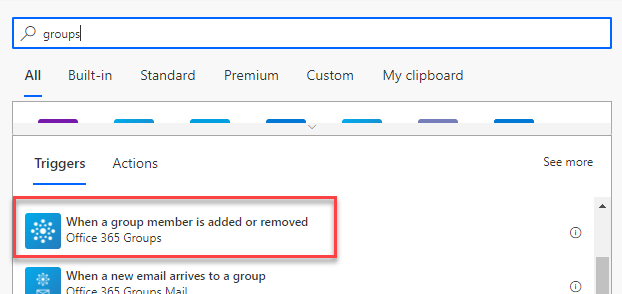 groups
All Built-in Standard Premium Custom My clipboard
Triggers Actions See more
When a group member is added or removed
Office 365 Groups
When a new email arrives to a group
Office 365 Groups Mail